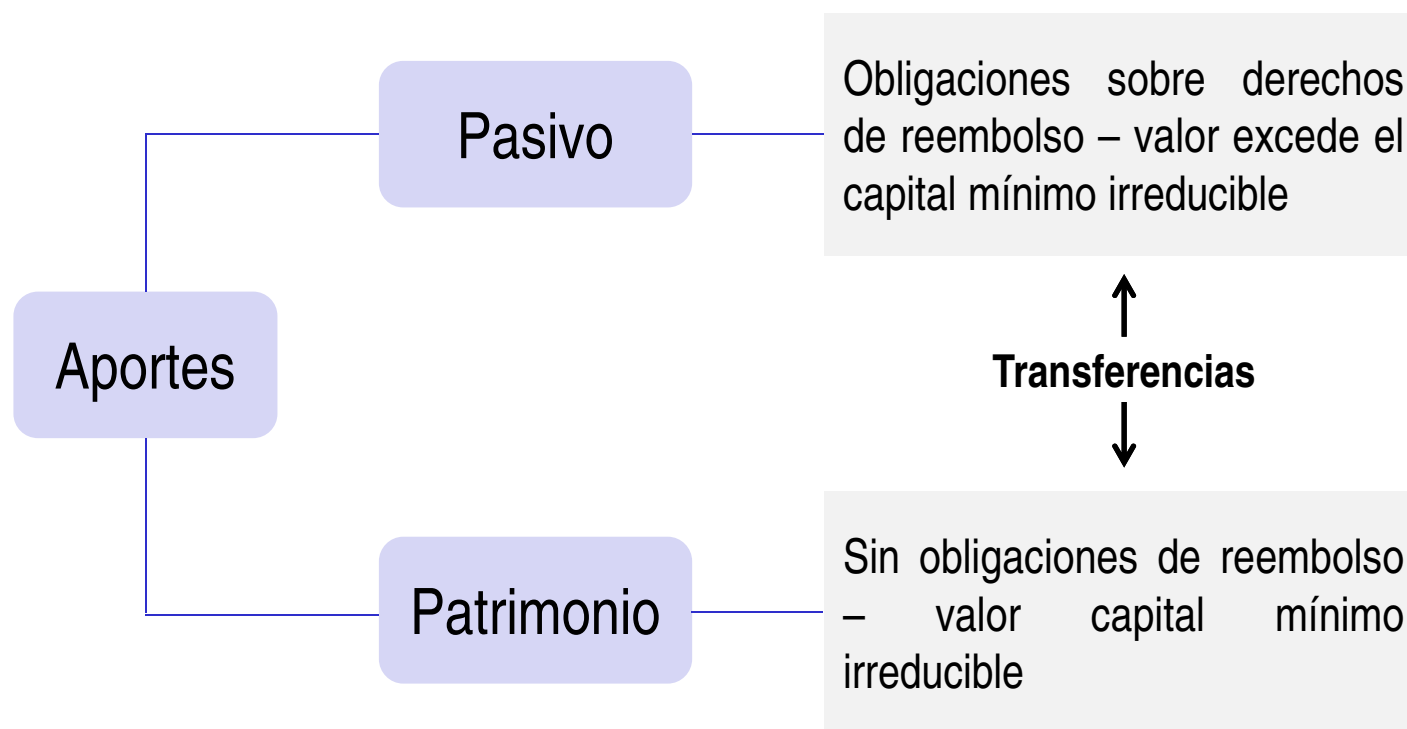 Obligaciones sobre derechos
de reembolso – valor excede el
capital mínimo irreducible
Pasivo
Aportes
Transferencias
Patrimonio
Sin obligaciones de reembolso
– valor capital mínimo
irreducible